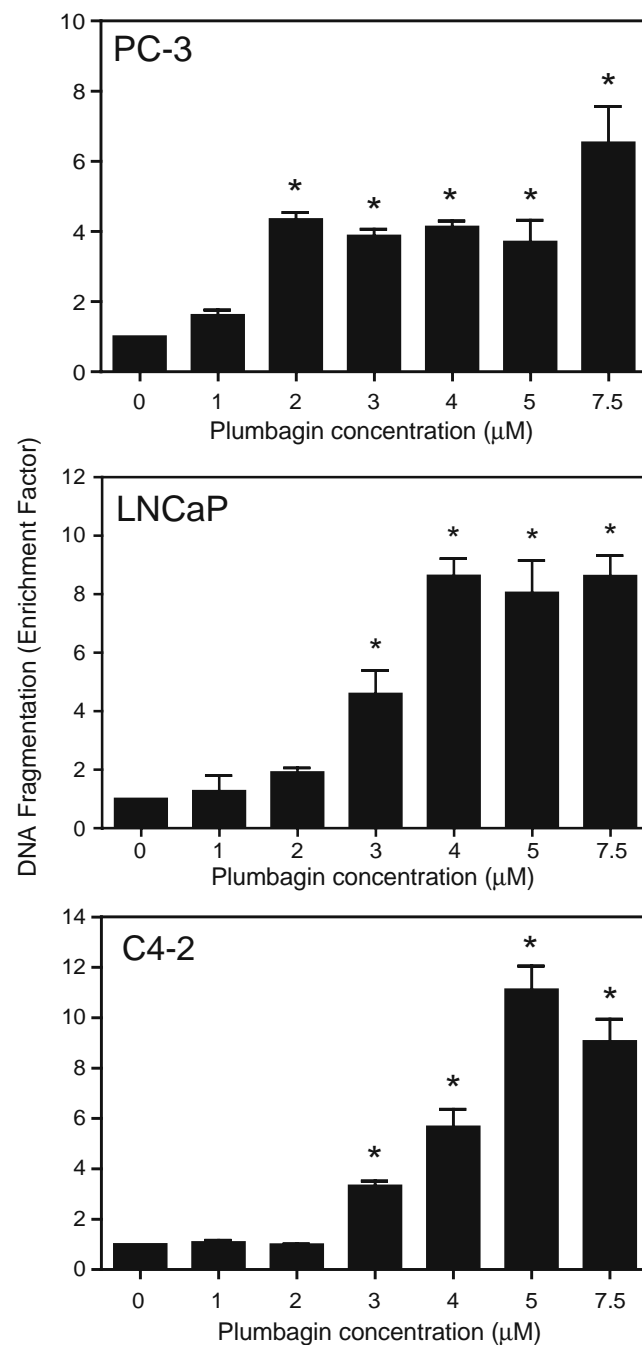 DNA Fragmentation (Enrichment Factor)
PC-3
10
8
6
4
2
0
* * * * *
0 1 2 3 4 5 7.5
Plumbagin concentration (μM)
LNCaP
12
10
8
6
4
2
0
* * * *
0 1 2 3 4 5 7.5
Plumbagin concentration (μM)
C4-2
14
12
10
8
6
4
2
0
* * * *
0 1 2 3 4 5 7.5
Plumbagin concentration (μM)